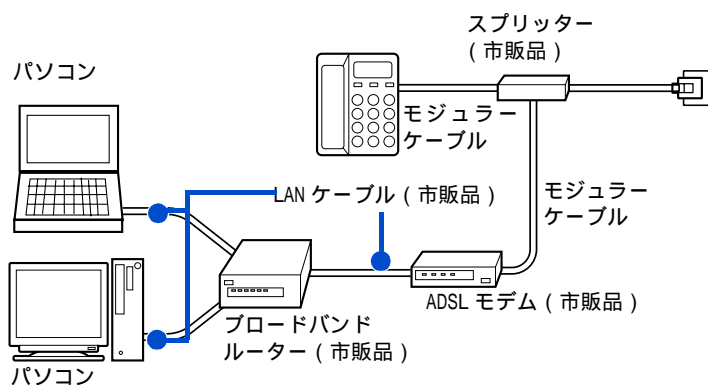 スプリッター
(市販品)
パソコン
モジュラー
ケーブル
LAN ケーブル(市販品)
モジュラー
ケーブル
ADSL モデム(市販品)
ブロードバンド
ルーター(市販品)
パソコン